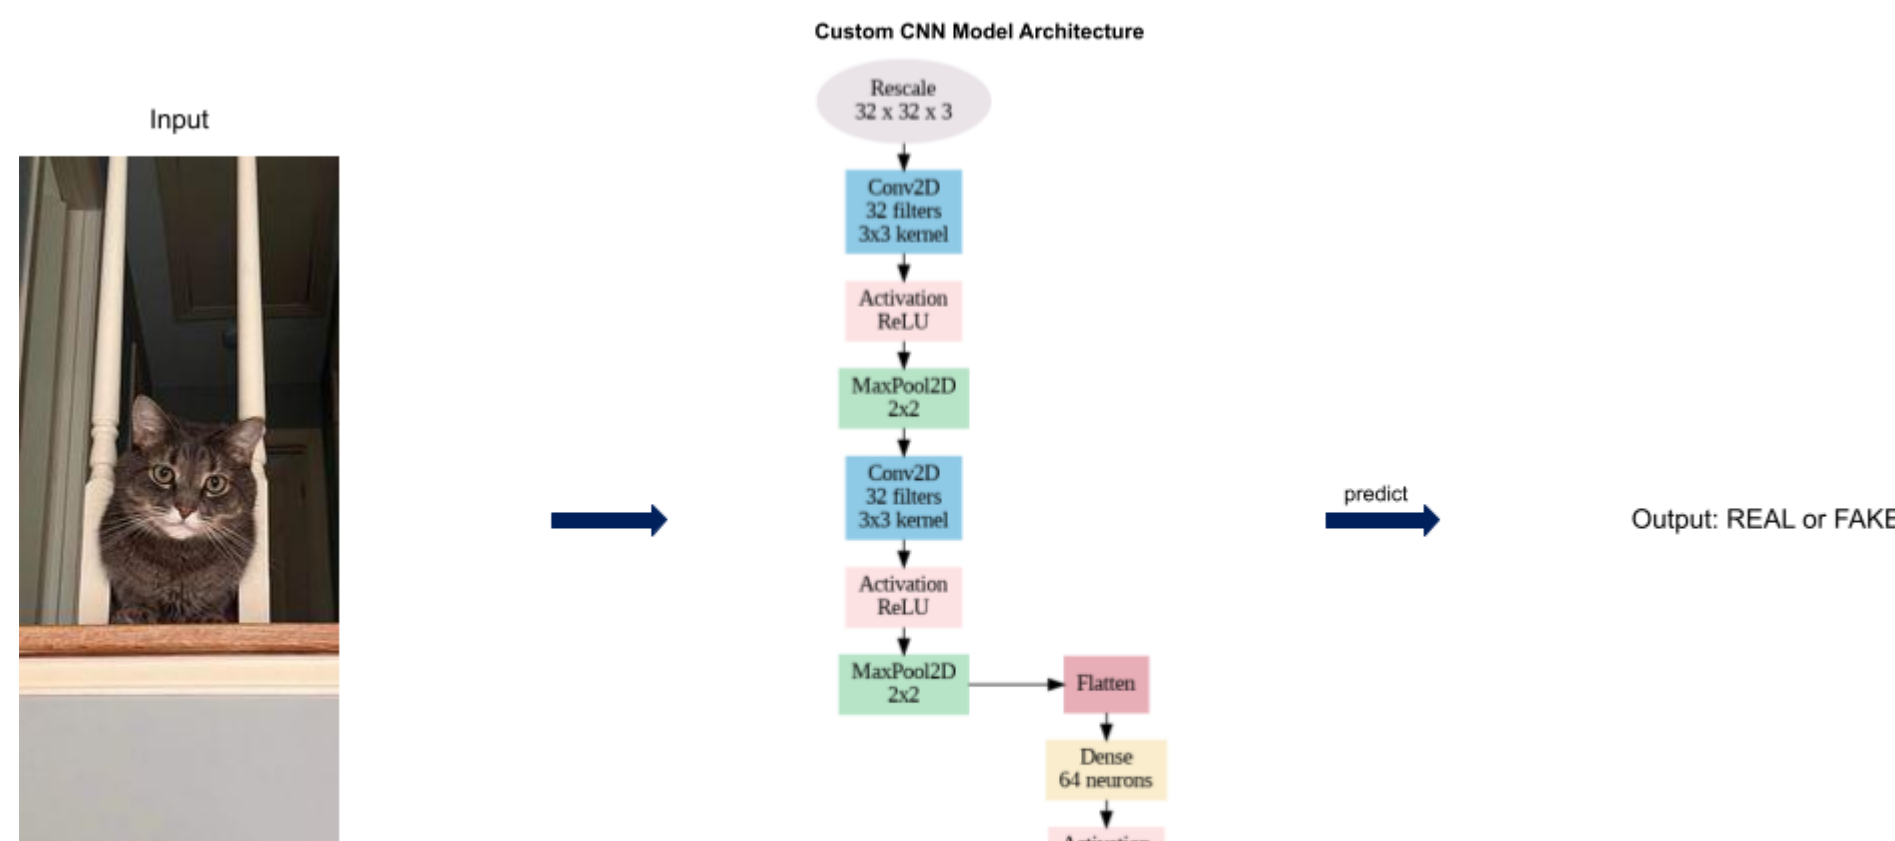 Custom CNN Model Architecture
Input
Rescale
32 x 32 x 3
Conv2D
32 filters
3x3 kernel
Activation
ReLU
MaxPool2D
2x2
Conv2D
32 filters
3x3 kernel
Activation
ReLU
MaxPool2D
2x2
Flatten
Dense
64 neurons
predict
Output: REAL or FAKE